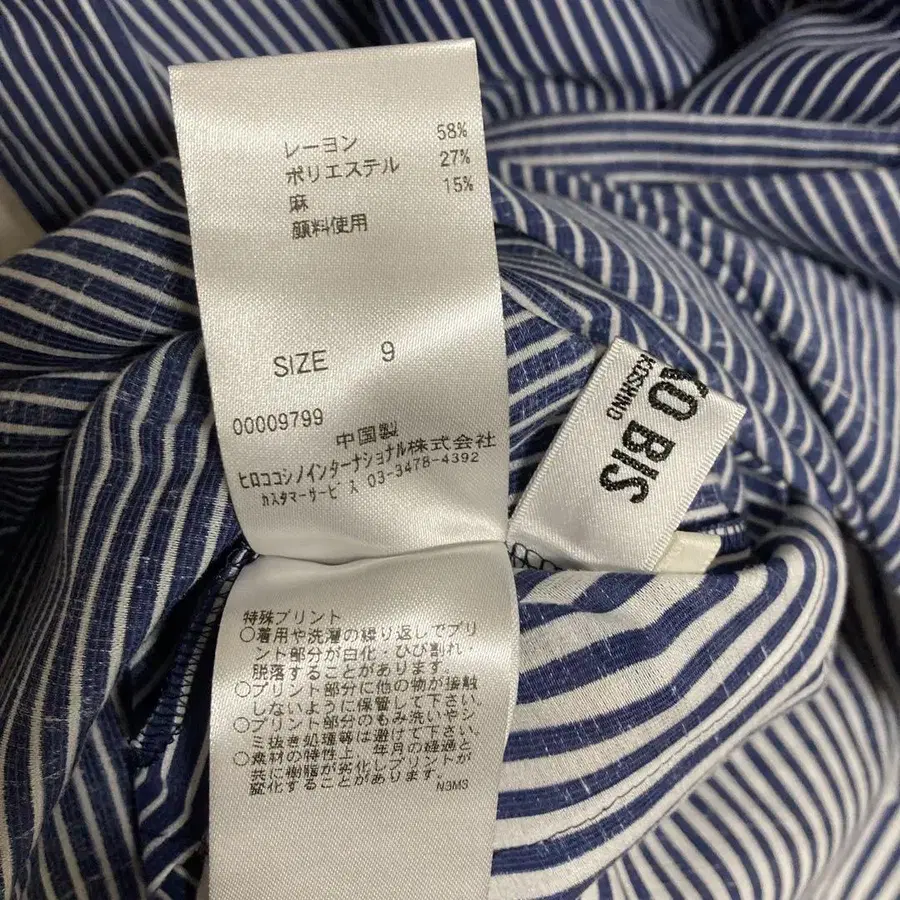 レーヨン 58%
ポリエステル 27%
麻 15%
顔料使用
SIZE 9
00009799
中国製
ヒロココシノインターナショナル株式会社
カスタマーサービス 03-3478-4392
KO BIS
KOSHINO
特殊プリント
○着用や洗濯の繰り返しでプリ
ント部分が白化・ひび割れ・
脱落することがあります。
○プリント部分に他の物が接触
しないように保管して下さい。
○プリント部分のもみ洗いやシ
ミ抜き処理等は避けて下さい。
○素材の特性上 年月の経過と
共に樹脂が劣化しプリントが
変化することがあります。
N3MS